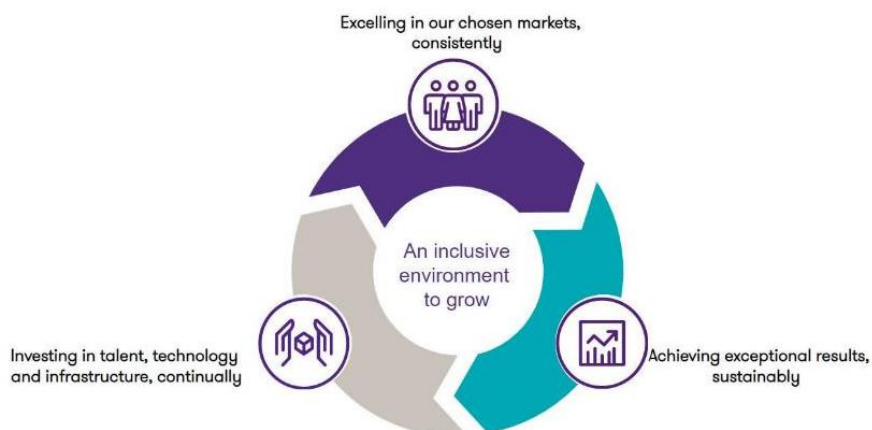 Excelling in our chosen markets,
consistently
An inclusive
environment
to grow
Investing in talent, technology
and infrastructure, continually
Achieving exceptional results,
sustainably